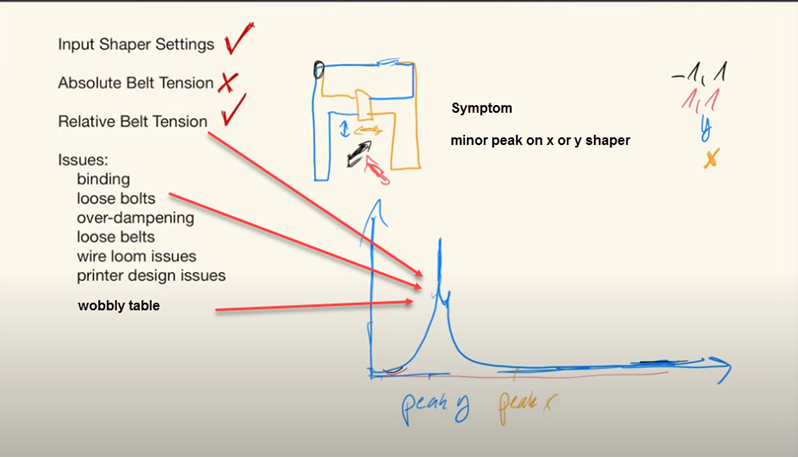 Input Shaper Settings
Absolute Belt Tension
Relative Belt Tension
Issues:
binding
loose bolts
over-dampening
loose belts
wire loom issues
printer design issues
wobbly table
Symptom
minor peak on x or y shaper
-1, 1
1, 1
y
x
peak y
peak x